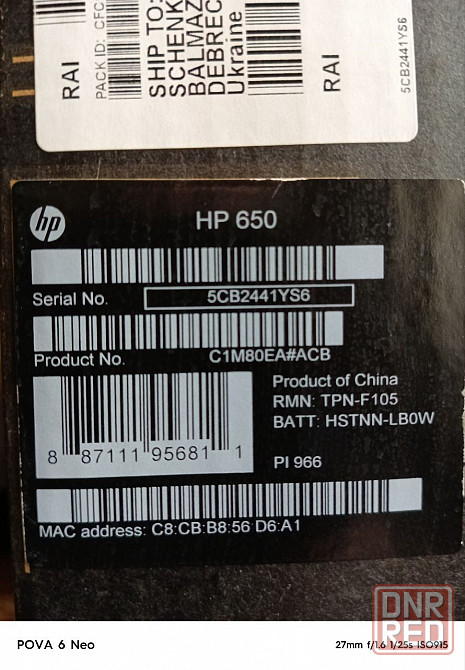 RAI
PACK ID: CFC
SHIP TO:
SCHENK
BALMAZ
DEBREC
Ukraine
RAI
5CB2441YS6
hp
HP 650
Serial No. 5CB2441YS6
Product No. C1M80EA#ACB
Product of China
RMN: TPN-F105
BATT: HSTNN-LB0W
8 87111 95681 1
PI 966
MAC address: C8:CB:B8:56:D6:A1
DNR
RED
POVA 6 Neo
27mm f/1.6 1/25s ISO915